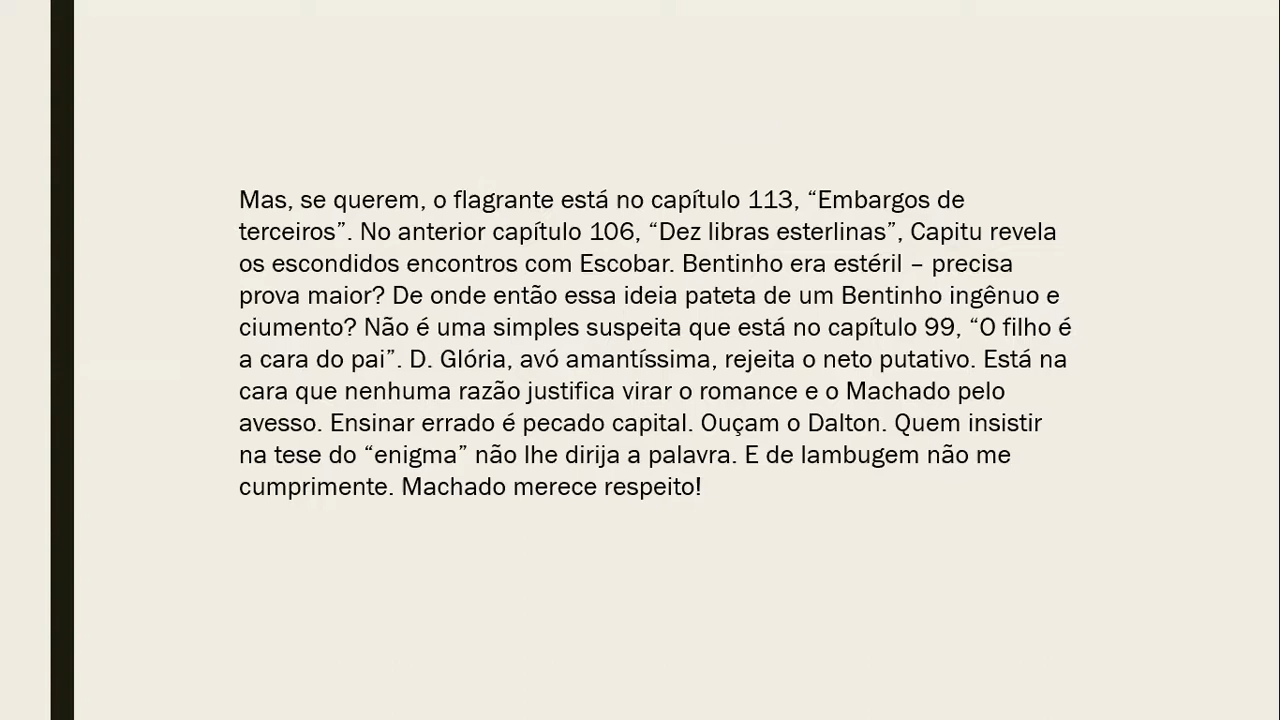 Mas, se querem, o flagrante está no capítulo 113, “Embargos de
terceiros”. No anterior capítulo 106, “Dez libras esterlinas”, Capitu revela
os escondidos encontros com Escobar. Bentinho era estéril – precisa
prova maior? De onde então essa ideia pateta de um Bentinho ingênuo e
ciumento? Não é uma simples suspeita que está no capítulo 99, “O filho é
a cara do pai”. D. Glória, avó amantíssima, rejeita o neto putativo. Está na
cara que nenhuma razão justifica virar o romance e o Machado pelo
avesso. Ensinar errado é pecado capital. Ouçam o Dalton. Quem insistir
na tese do “enigma” não lhe dirija a palavra. E de lambugem não me
cumprimente. Machado merece respeito!